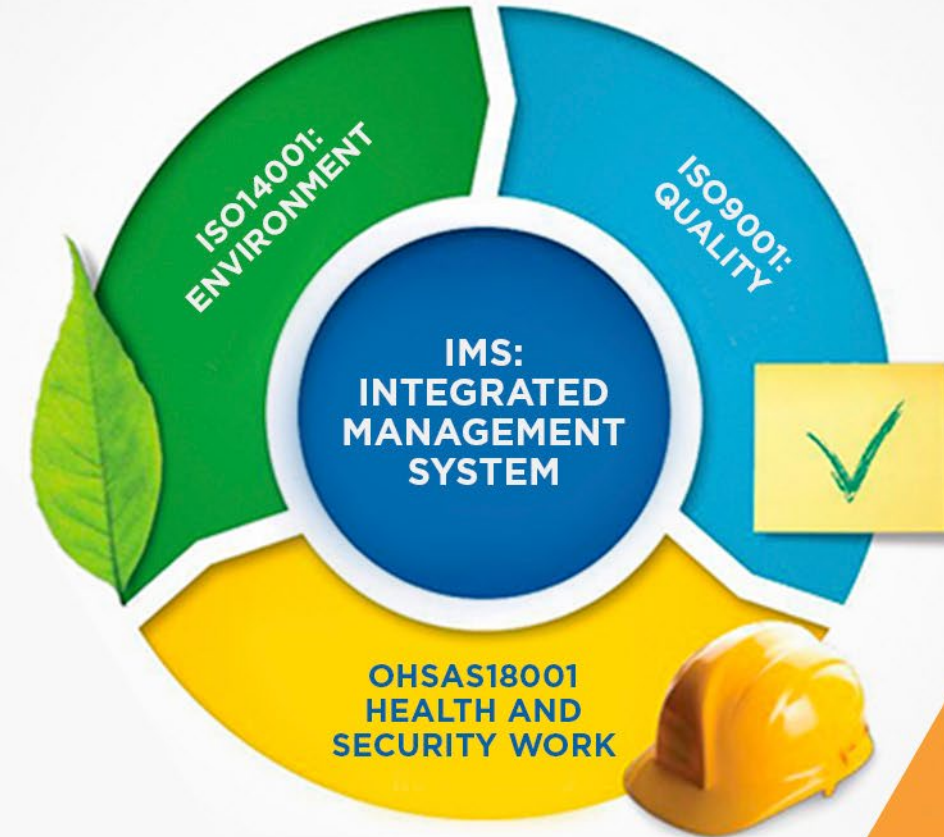 ISO14001:
ENVIRONMENT
ISO9001:
QUALITY
IMS:
INTEGRATED
MANAGEMENT
SYSTEM
OHSAS18001
HEALTH AND
SECURITY WORK